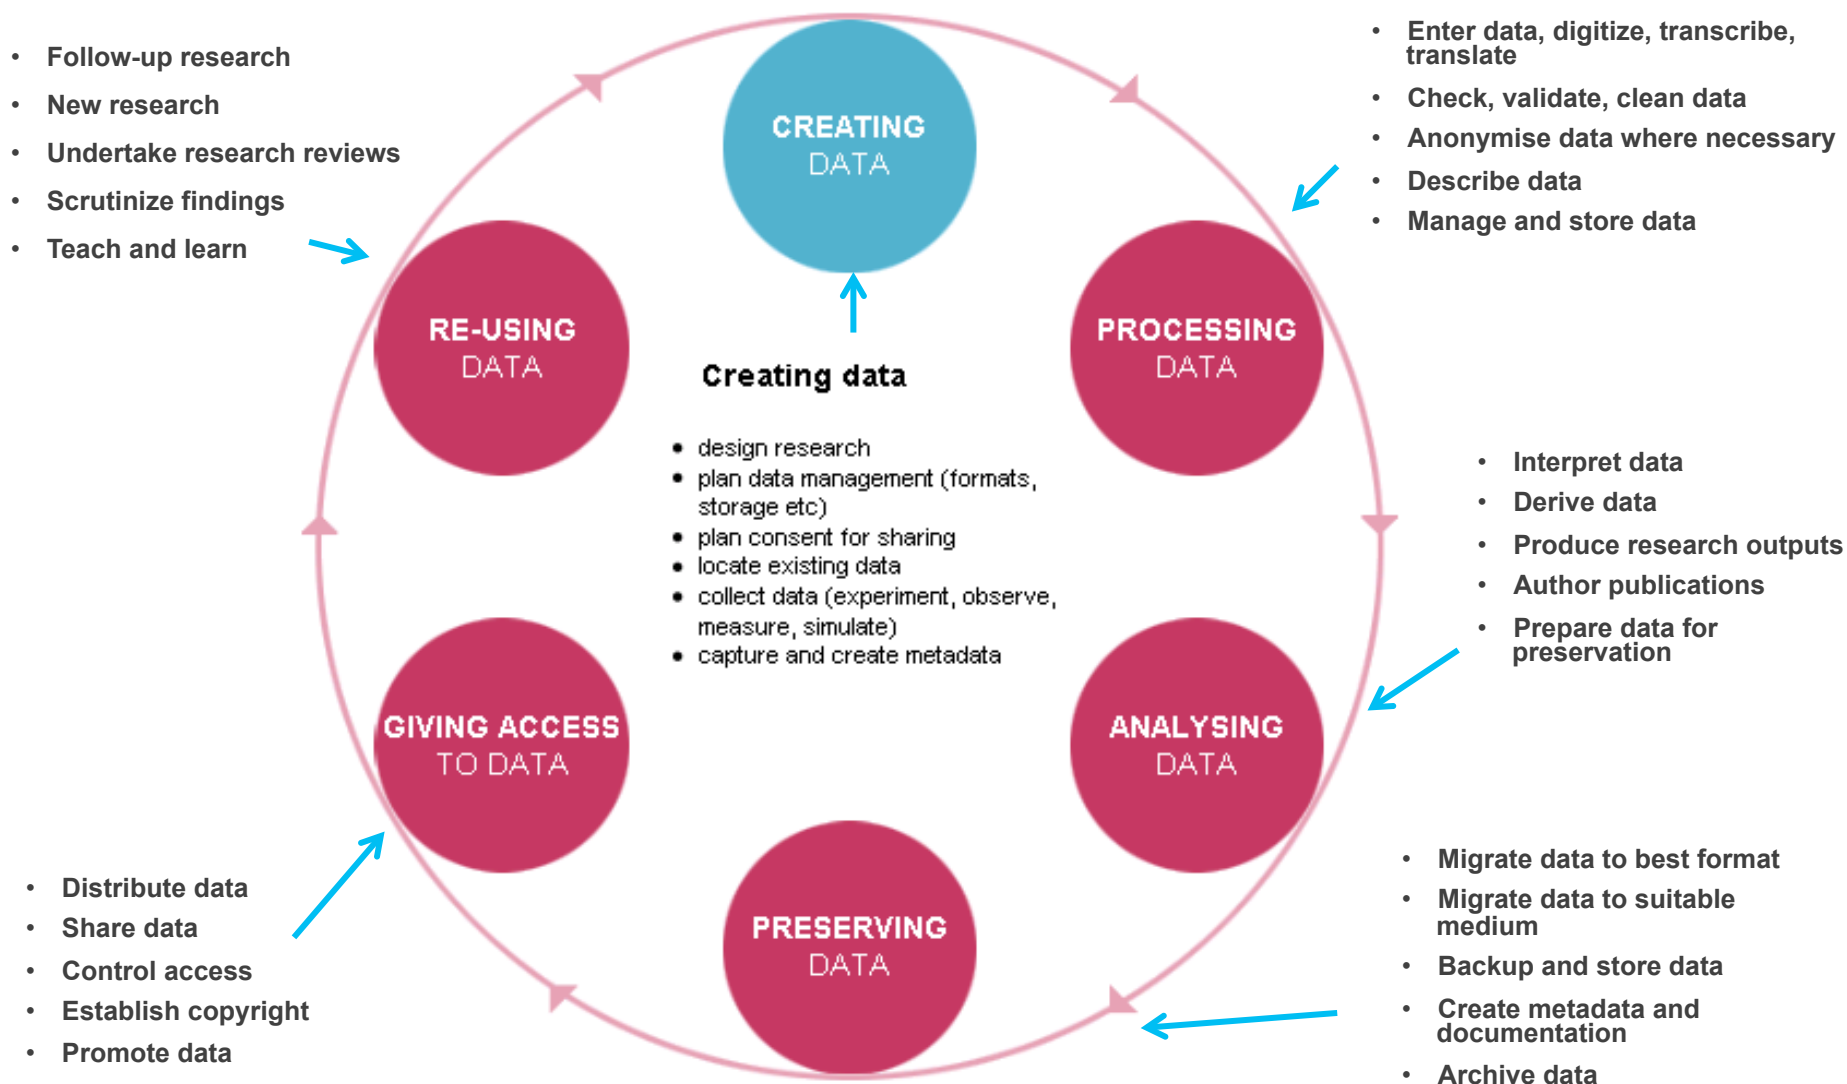 • Follow-up research
• New research
• Undertake research reviews
• Scrutinize findings
• Teach and learn
CREATING
DATA
• Enter data, digitize, transcribe,
translate
• Check, validate, clean data
• Anonymise data where necessary
• Describe data
• Manage and store data
RE-USING
DATA
PROCESSING
DATA
Creating data
• design research
• plan data management (formats,
storage etc)
• plan consent for sharing
• locate existing data
• collect data (experiment, observe,
measure, simulate)
• capture and create metadata
• Interpret data
• Derive data
• Produce research outputs
• Author publications
• Prepare data for
preservation
GIVING ACCESS
TO DATA
ANALYSING
DATA
• Distribute data
• Share data
• Control access
• Establish copyright
• Promote data
PRESERVING
DATA
• Migrate data to best format
• Migrate data to suitable
medium
• Backup and store data
• Create metadata and
documentation
• Archive data